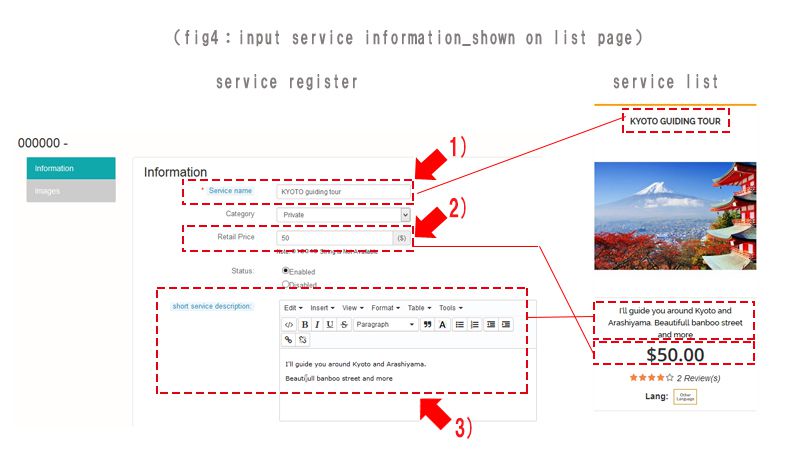 (fig4：input service information_shown on list page)
service register
service list
KYOTO GUIDING TOUR
000000 -
1)
Information
Information
Images
* Service name
KYOTO guiding tour
Category
Private
2)
Retail Price
50
($)
Not Available
Status:
Enabled
Disabled
short service description:
Edit Insert View Format Table Tools
B I U S Paragraph A
I'll guide you around Kyoto and Arashiyama.
Beautifull banboo street and more
3)
I'll guide you around Kyoto and
Arashiyama. Beautifull banboo street
and more
$50.00
2 Review(s)
Lang:
Other
Language